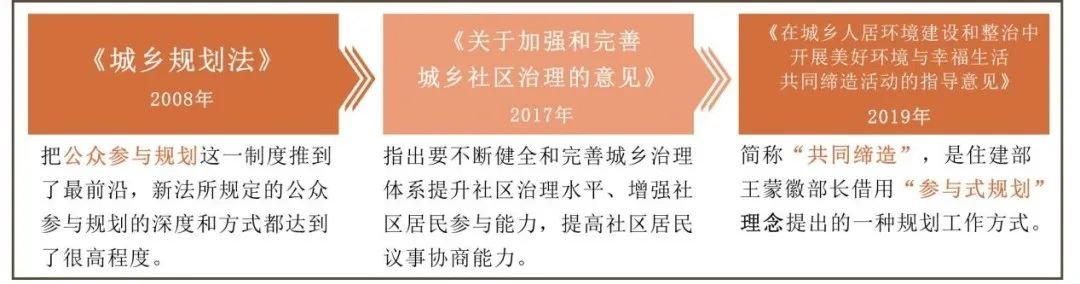 《城乡规划法》
2008年
把公众参与规划这一制度推到
了最前沿，新法所规定的公众
参与规划的深度和方式都达到
了很高程度。
《关于加强和完善
城乡社区治理的意见》
2017年
指出要不断健全和完善城乡治理
体系提升社区治理水平、增强社
区居民参与能力，提高社区居民
议事协商能力。
《在城乡人居环境建设和整治中
开展美好环境与幸福生活
共同缔造活动的指导意见》
2019年
简称“共同缔造”，是住建部
王蒙徽部长借用“参与式规划”
理念提出的一种规划工作方式。